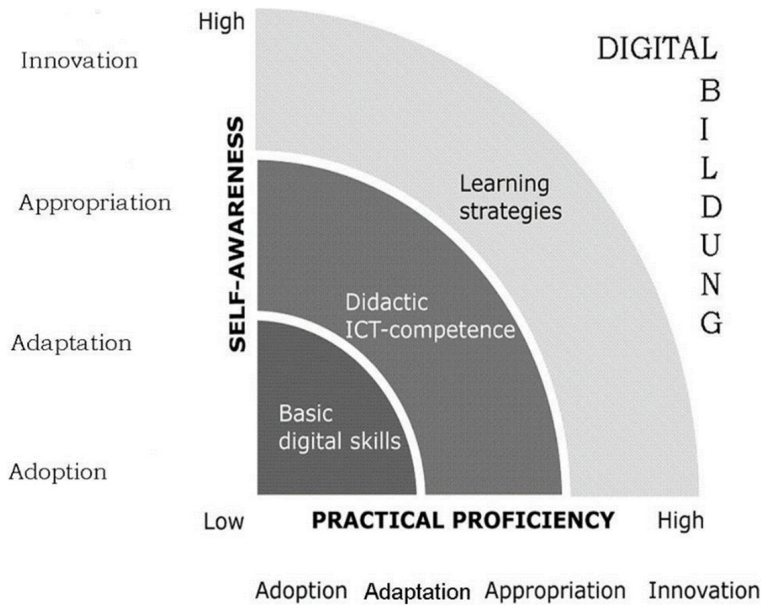 High
DIGITAL
BILDUNG
Innovation
SELF-AWARENESS
Learning
strategies
Appropriation
Didactic
ICT-competence
Adaptation
Basic
digital skills
Adoption
Low
PRACTICAL PROFICIENCY
High
Adoption Adaptation Appropriation Innovation